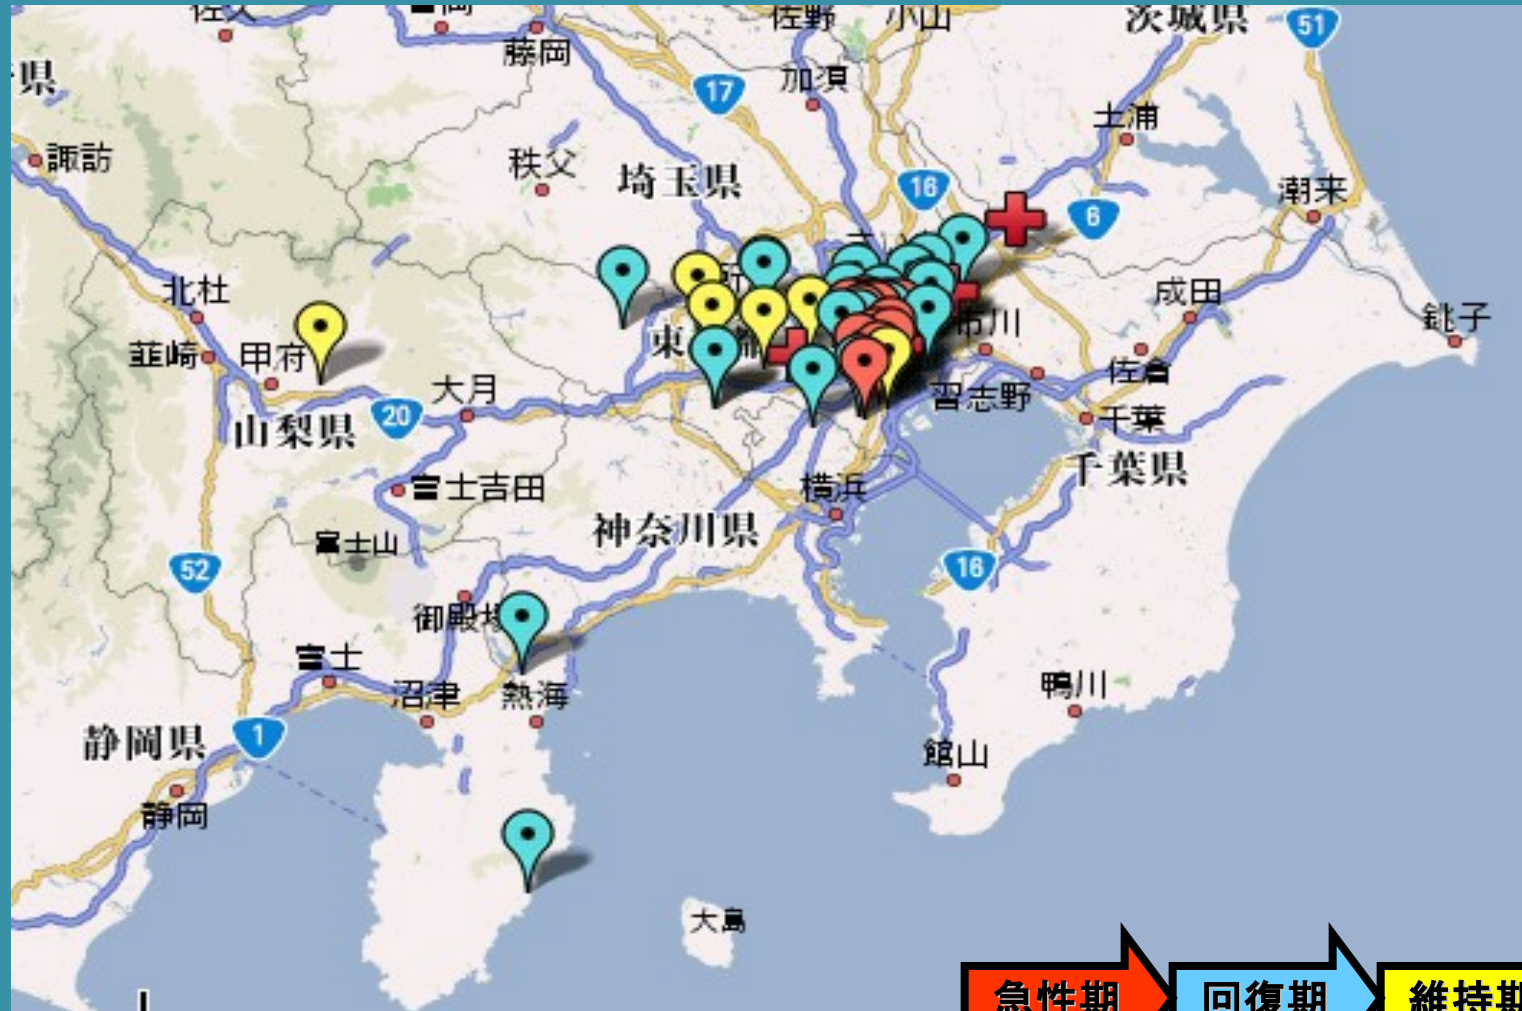 藤岡
佐野
小山
茨城県
51
県
17
加須
土浦
諏訪
秩父
埼玉県
16
6
潮来
北杜
成田
銚子
韮崎
甲府
東
市川
佐倉
大月
習志野
山梨県
20
千葉
富士吉田
横浜
千葉県
富士山
神奈川県
52
16
御殿場
富士
沼津
熱海
鴨川
静岡県
1
館山
静岡
大島
急性期
回復期
維持期